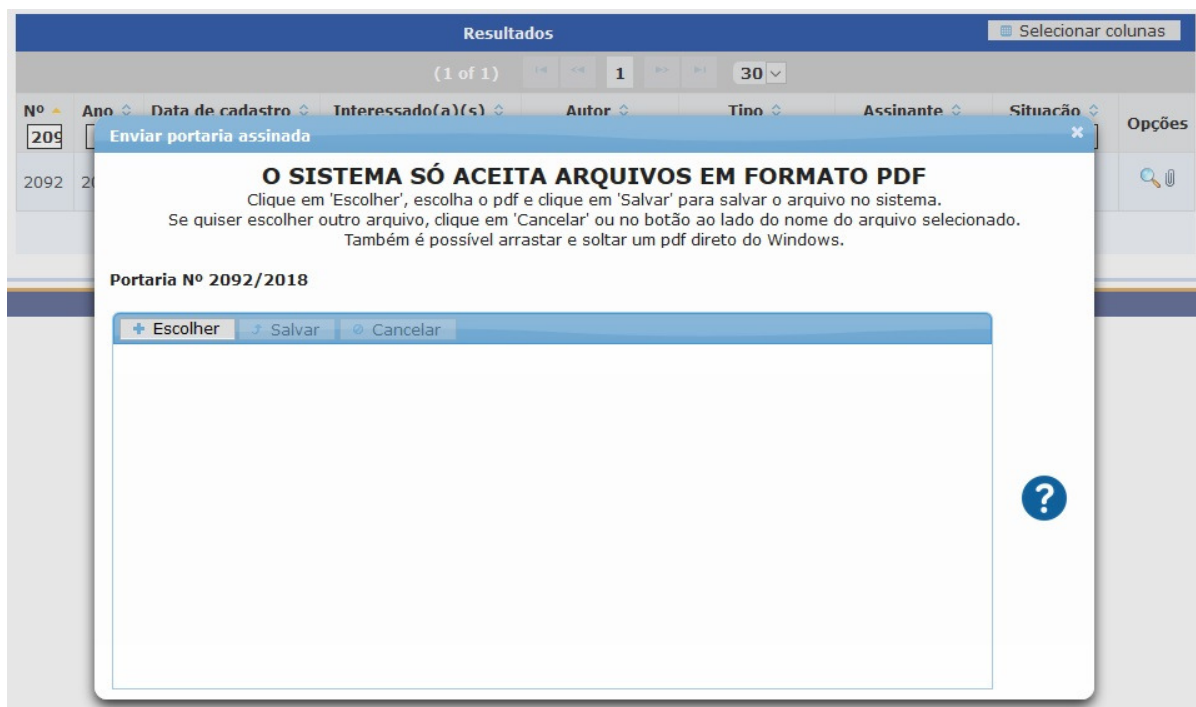 Resultados
Selecionar colunas
(1 of 1) 1 30
Nº Ano Data de cadastro Interessado(a)(s) Autor Tipo Assinante Situação Opções
209
Enviar portaria assinada
2092 20
O SISTEMA SÓ ACEITA ARQUIVOS EM FORMATO PDF
Clique em 'Escolher', escolha o pdf e clique em 'Salvar' para salvar o arquivo no sistema.
Se quiser escolher outro arquivo, clique em 'Cancelar' ou no botão ao lado do nome do arquivo selecionado.
Também é possível arrastar e soltar um pdf direto do Windows.
Portaria Nº 2092/2018
Escolher Salvar Cancelar
?